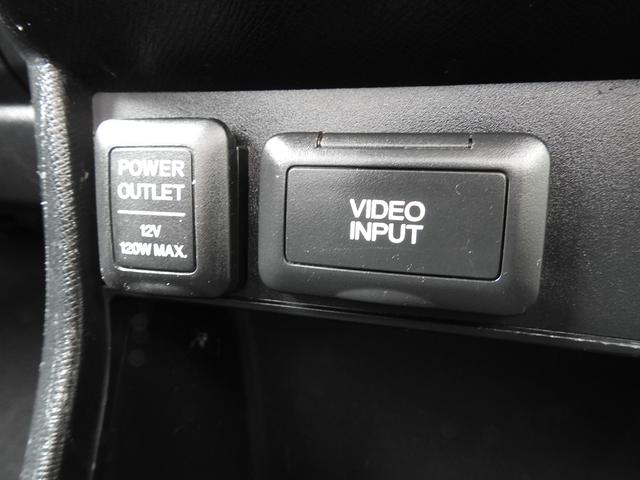 POWER
OUTLET
12V
120W MAX.
VIDEO
INPUT